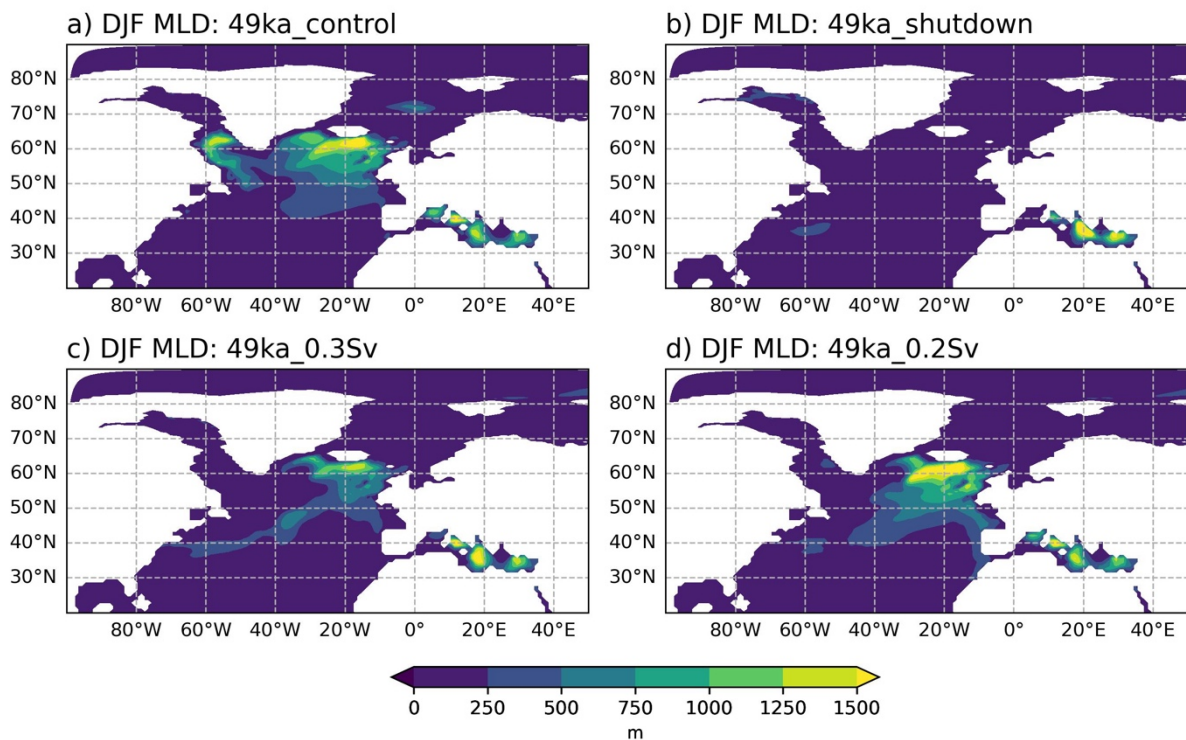 a) DJF MLD: 49ka_control
b) DJF MLD: 49ka_shutdown
80°N
70°N
60°N
50°N
40°N
30°N
80°N
70°N
60°N
50°N
40°N
30°N
80°W 60°W 40°W 20°W 0° 20°E 40°E
80°W 60°W 40°W 20°W 0° 20°E 40°E
c) DJF MLD: 49ka_0.3Sv
d) DJF MLD: 49ka_0.2Sv
80°N
70°N
60°N
50°N
40°N
30°N
80°N
70°N
60°N
50°N
40°N
30°N
80°W 60°W 40°W 20°W 0° 20°E 40°E
80°W 60°W 40°W 20°W 0° 20°E 40°E
0 250 500 750 1000 1250 1500
m